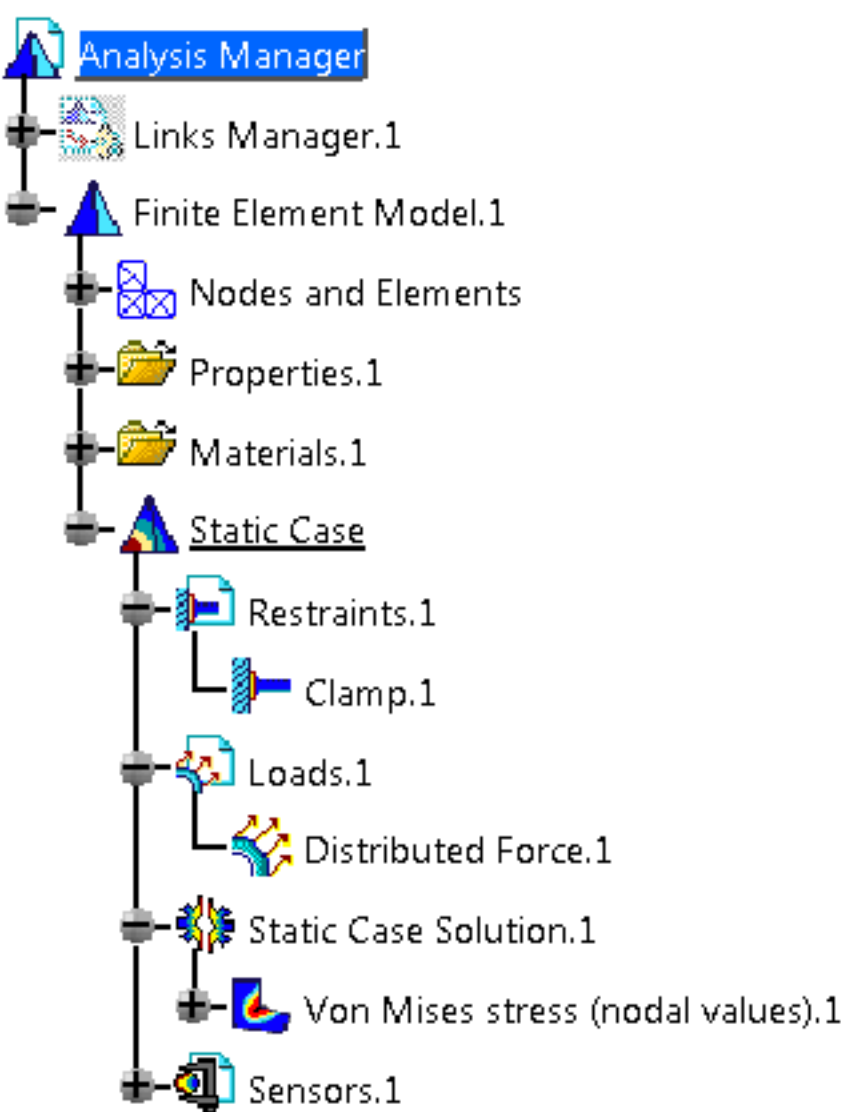 Analysis Manager
Links Manager.1
Finite Element Model.1
Nodes and Elements
Properties.1
Materials.1
Static Case
Restraints.1
Clamp.1
Loads.1
Distributed Force.1
Static Case Solution.1
Von Mises stress (nodal values).1
Sensors.1